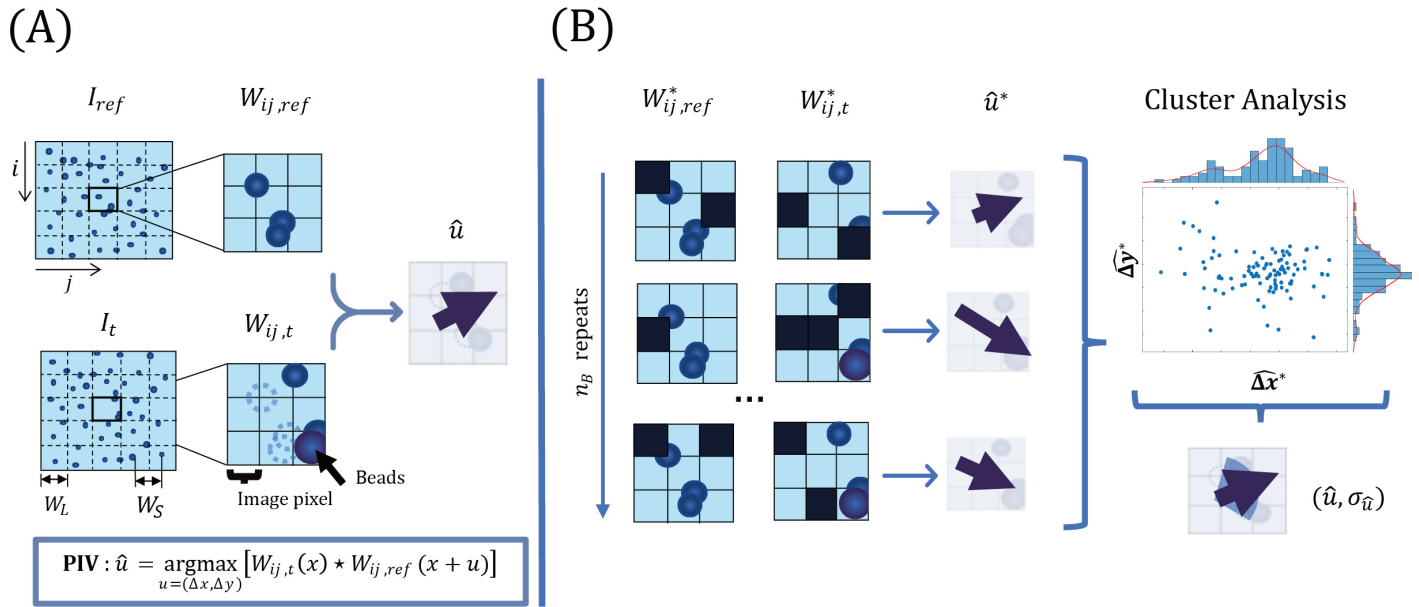 (A)
I_ref
W_ij,ref
i
j
û
I_t
W_ij,t
Beads
Image pixel
W_L
W_S
PIV : û = argmax [W_ij,t(x) ⋆ W_ij,ref (x + u)]
u=(Δx,Δy)
(B)
W*_ij,ref
W*_ij,t
û*
Cluster Analysis
n_B repeats
...
Δŷ*
Δx̂*
(û, σ_û)